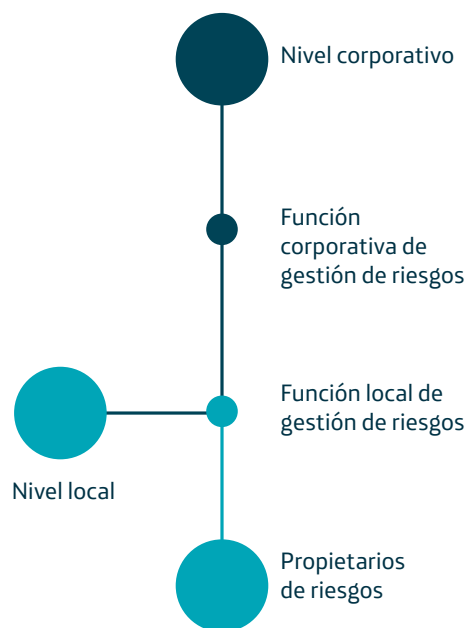 Nivel corporativo
Función
corporativa de
gestión de riesgos
Función local de
gestión de riesgos
Nivel local
Propietarios
de riesgos